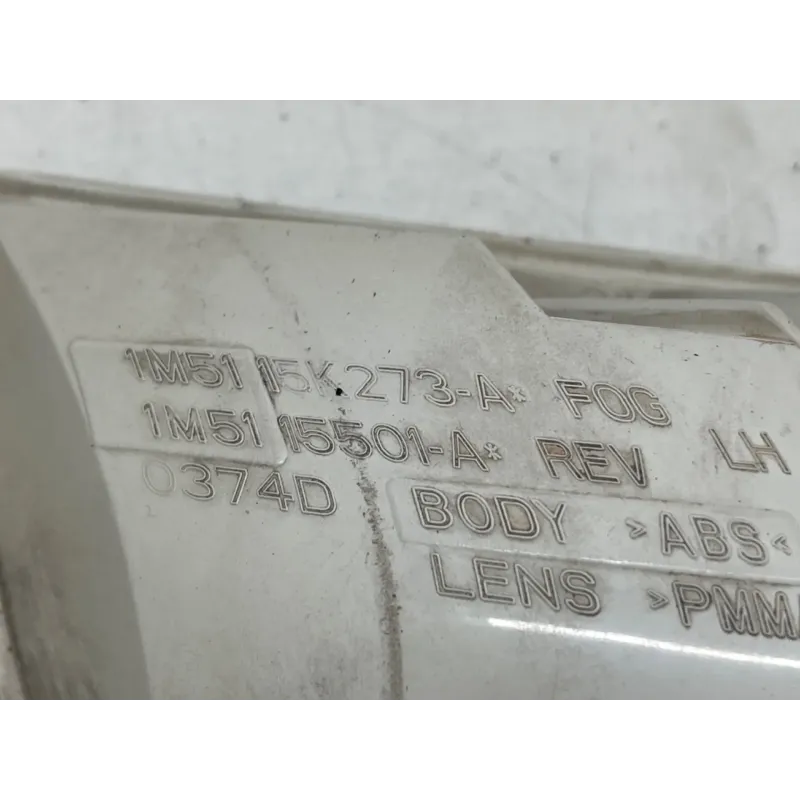 1M51 15K273-A* FOG
1M51 15501-A* REV LH
0374D
BODY >ABS<
LENS >PMMA